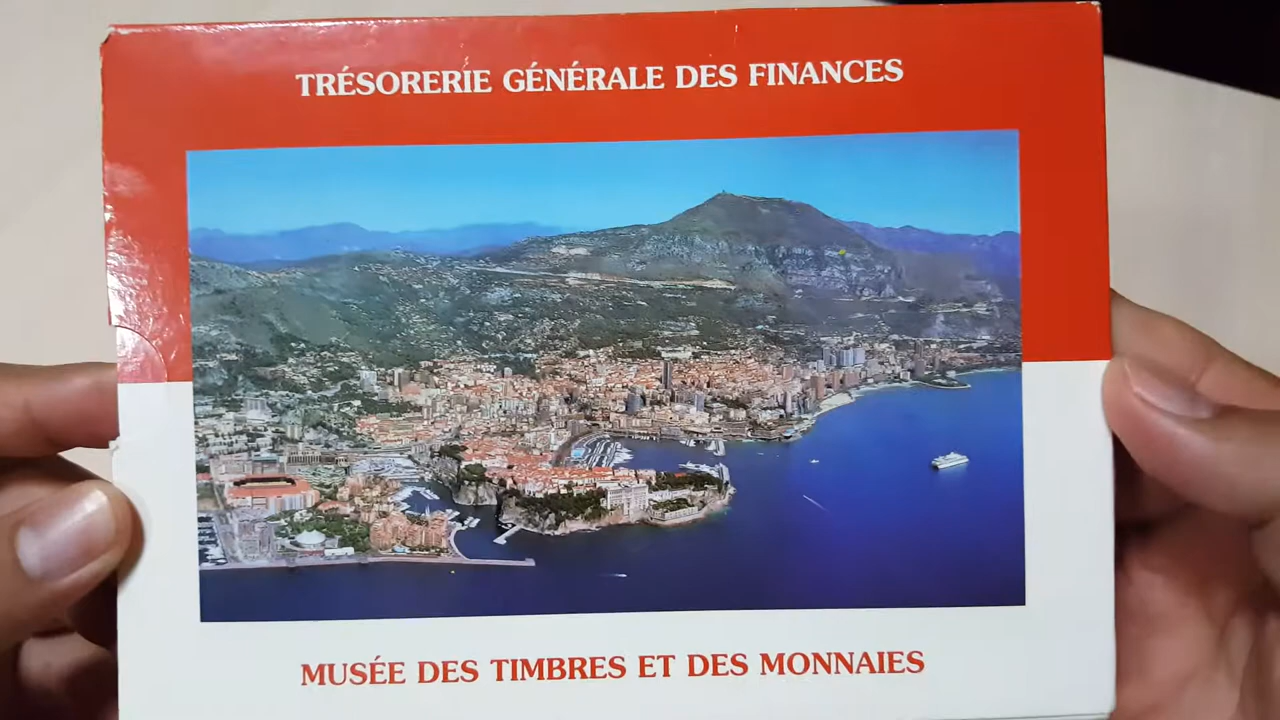 TRÉSORERIE GÉNÉRALE DES FINANCES
MUSÉE DES TIMBRES ET DES MONNAIES